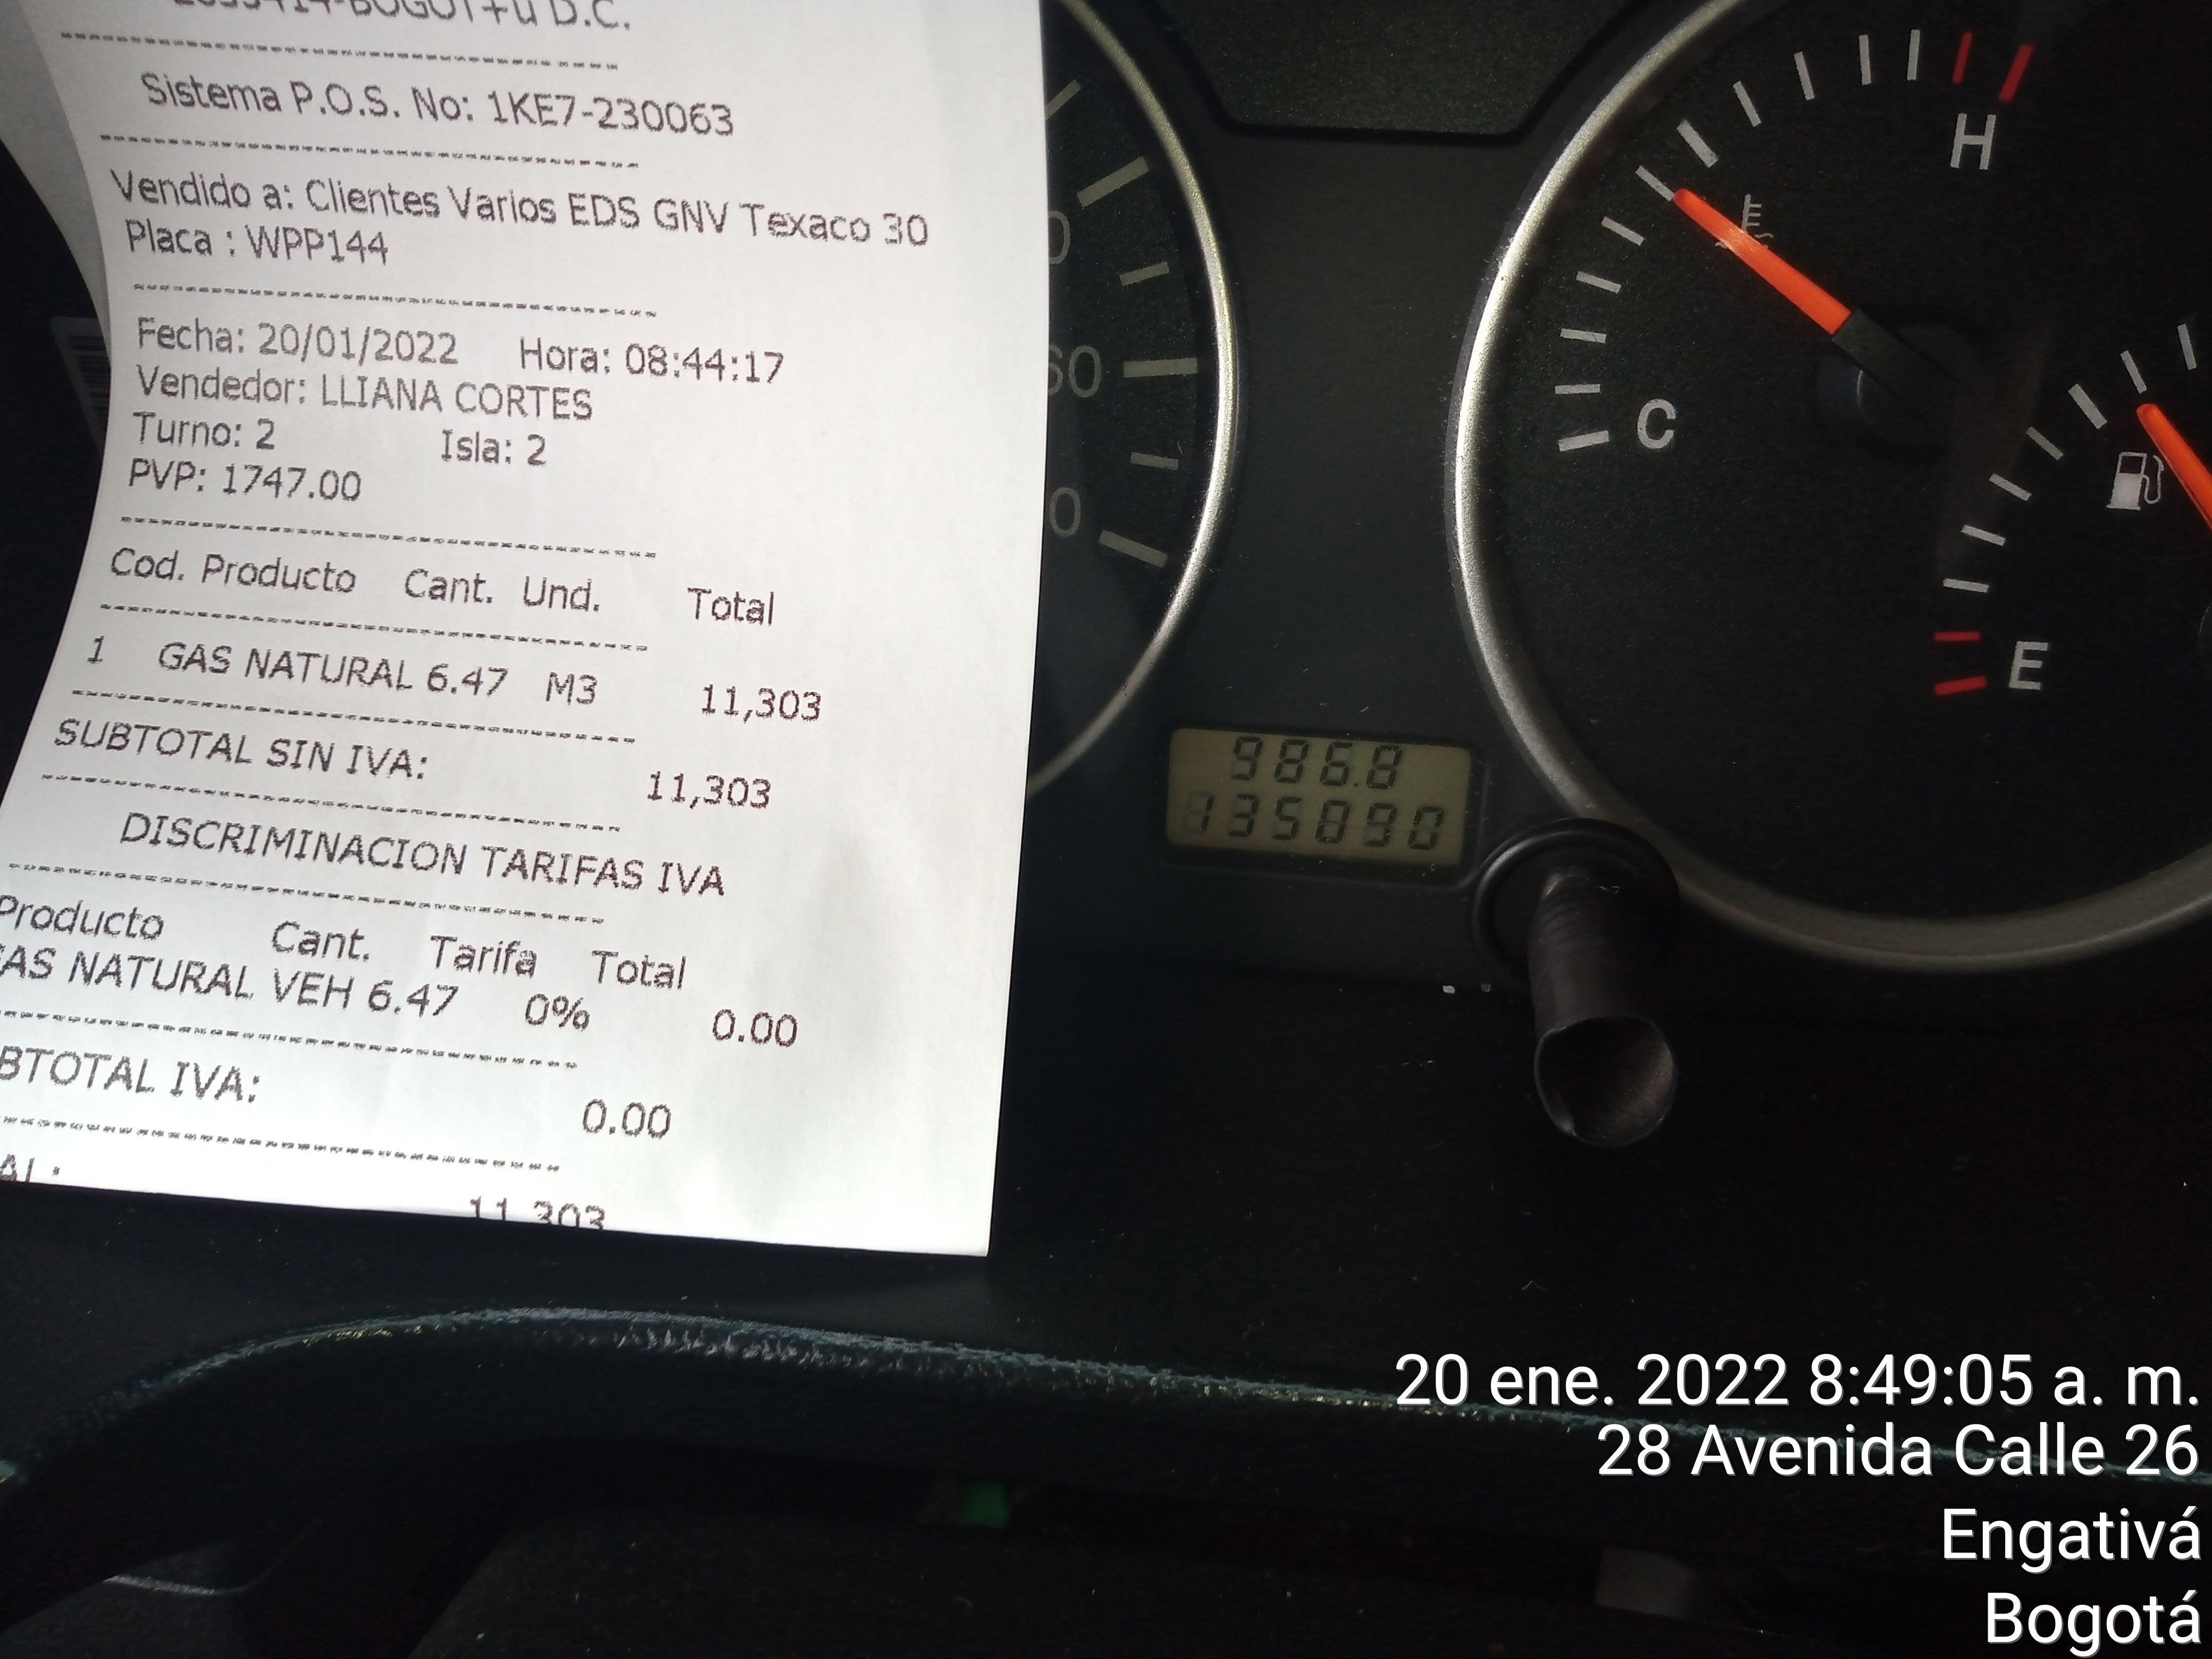 D.C.
Sistema P.O.S. No: 1KE7-230063
Vendido a: Clientes Varios EDS GNV Texaco 30
Placa : WPP144
Fecha: 20/01/2022 Hora: 08:44:17
Vendedor: LLIANA CORTES
Turno: 2 Isla: 2
PVP: 1747.00
Cod. Producto Cant. Und. Total
1 GAS NATURAL 6.47 M3 11,303
SUBTOTAL SIN IVA: 11,303
DISCRIMINACION TARIFAS IVA
Producto Cant. Tarifa Total
GAS NATURAL VEH 6.47 0% 0.00
BTOTAL IVA: 0.00
AL: 11,303
H
C
E
986.8
135890
20 ene. 2022 8:49:05 a. m.
28 Avenida Calle 26
Engativá
Bogotá